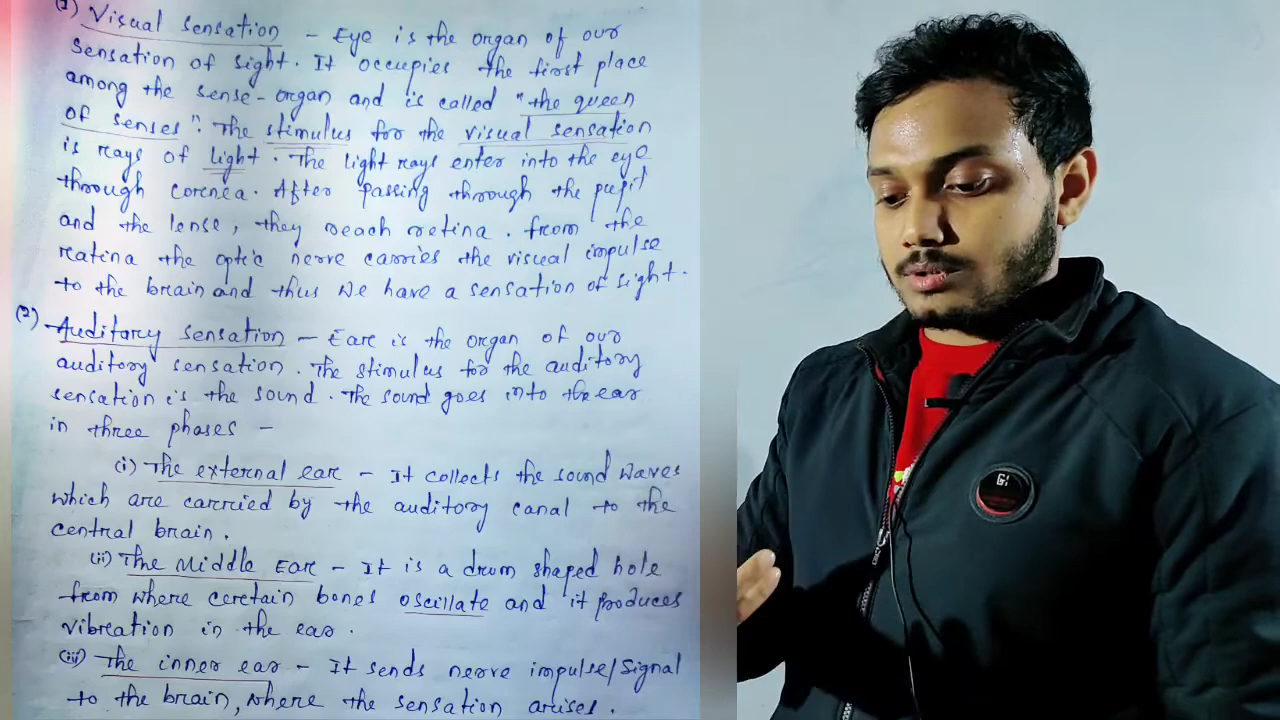 (1) Visual sensation - Eye is the organ of our
sensation of sight. It occupies the first place
among the sense-organ and is called "the queen
of senses". The stimulus for the visual sensation
is rays of light. The light rays enter into the eye
through cornea. After passing through the pupil
and the lense, they reach retina. from the
reatina the optic nerve carries the viscual impulse
to the brain and thus we have a sensation of sight.
(2) Auditory sensation - Ear is the organ of our
auditory sensation. The stimulus for the auditory
sensation is the sound. The sound goes into the ear
in three phases -
(i) The external ear - It collects the sound waves
which are carried by the auditory canal to the
central brain.
(ii) The Middle Ear - It is a drum shaped hole
from where certain bones oscillate and it produces
vibration in the ear.
(iii) The inner ear - It sends nerve impulse/signal
to the brain, where the sensation arises.